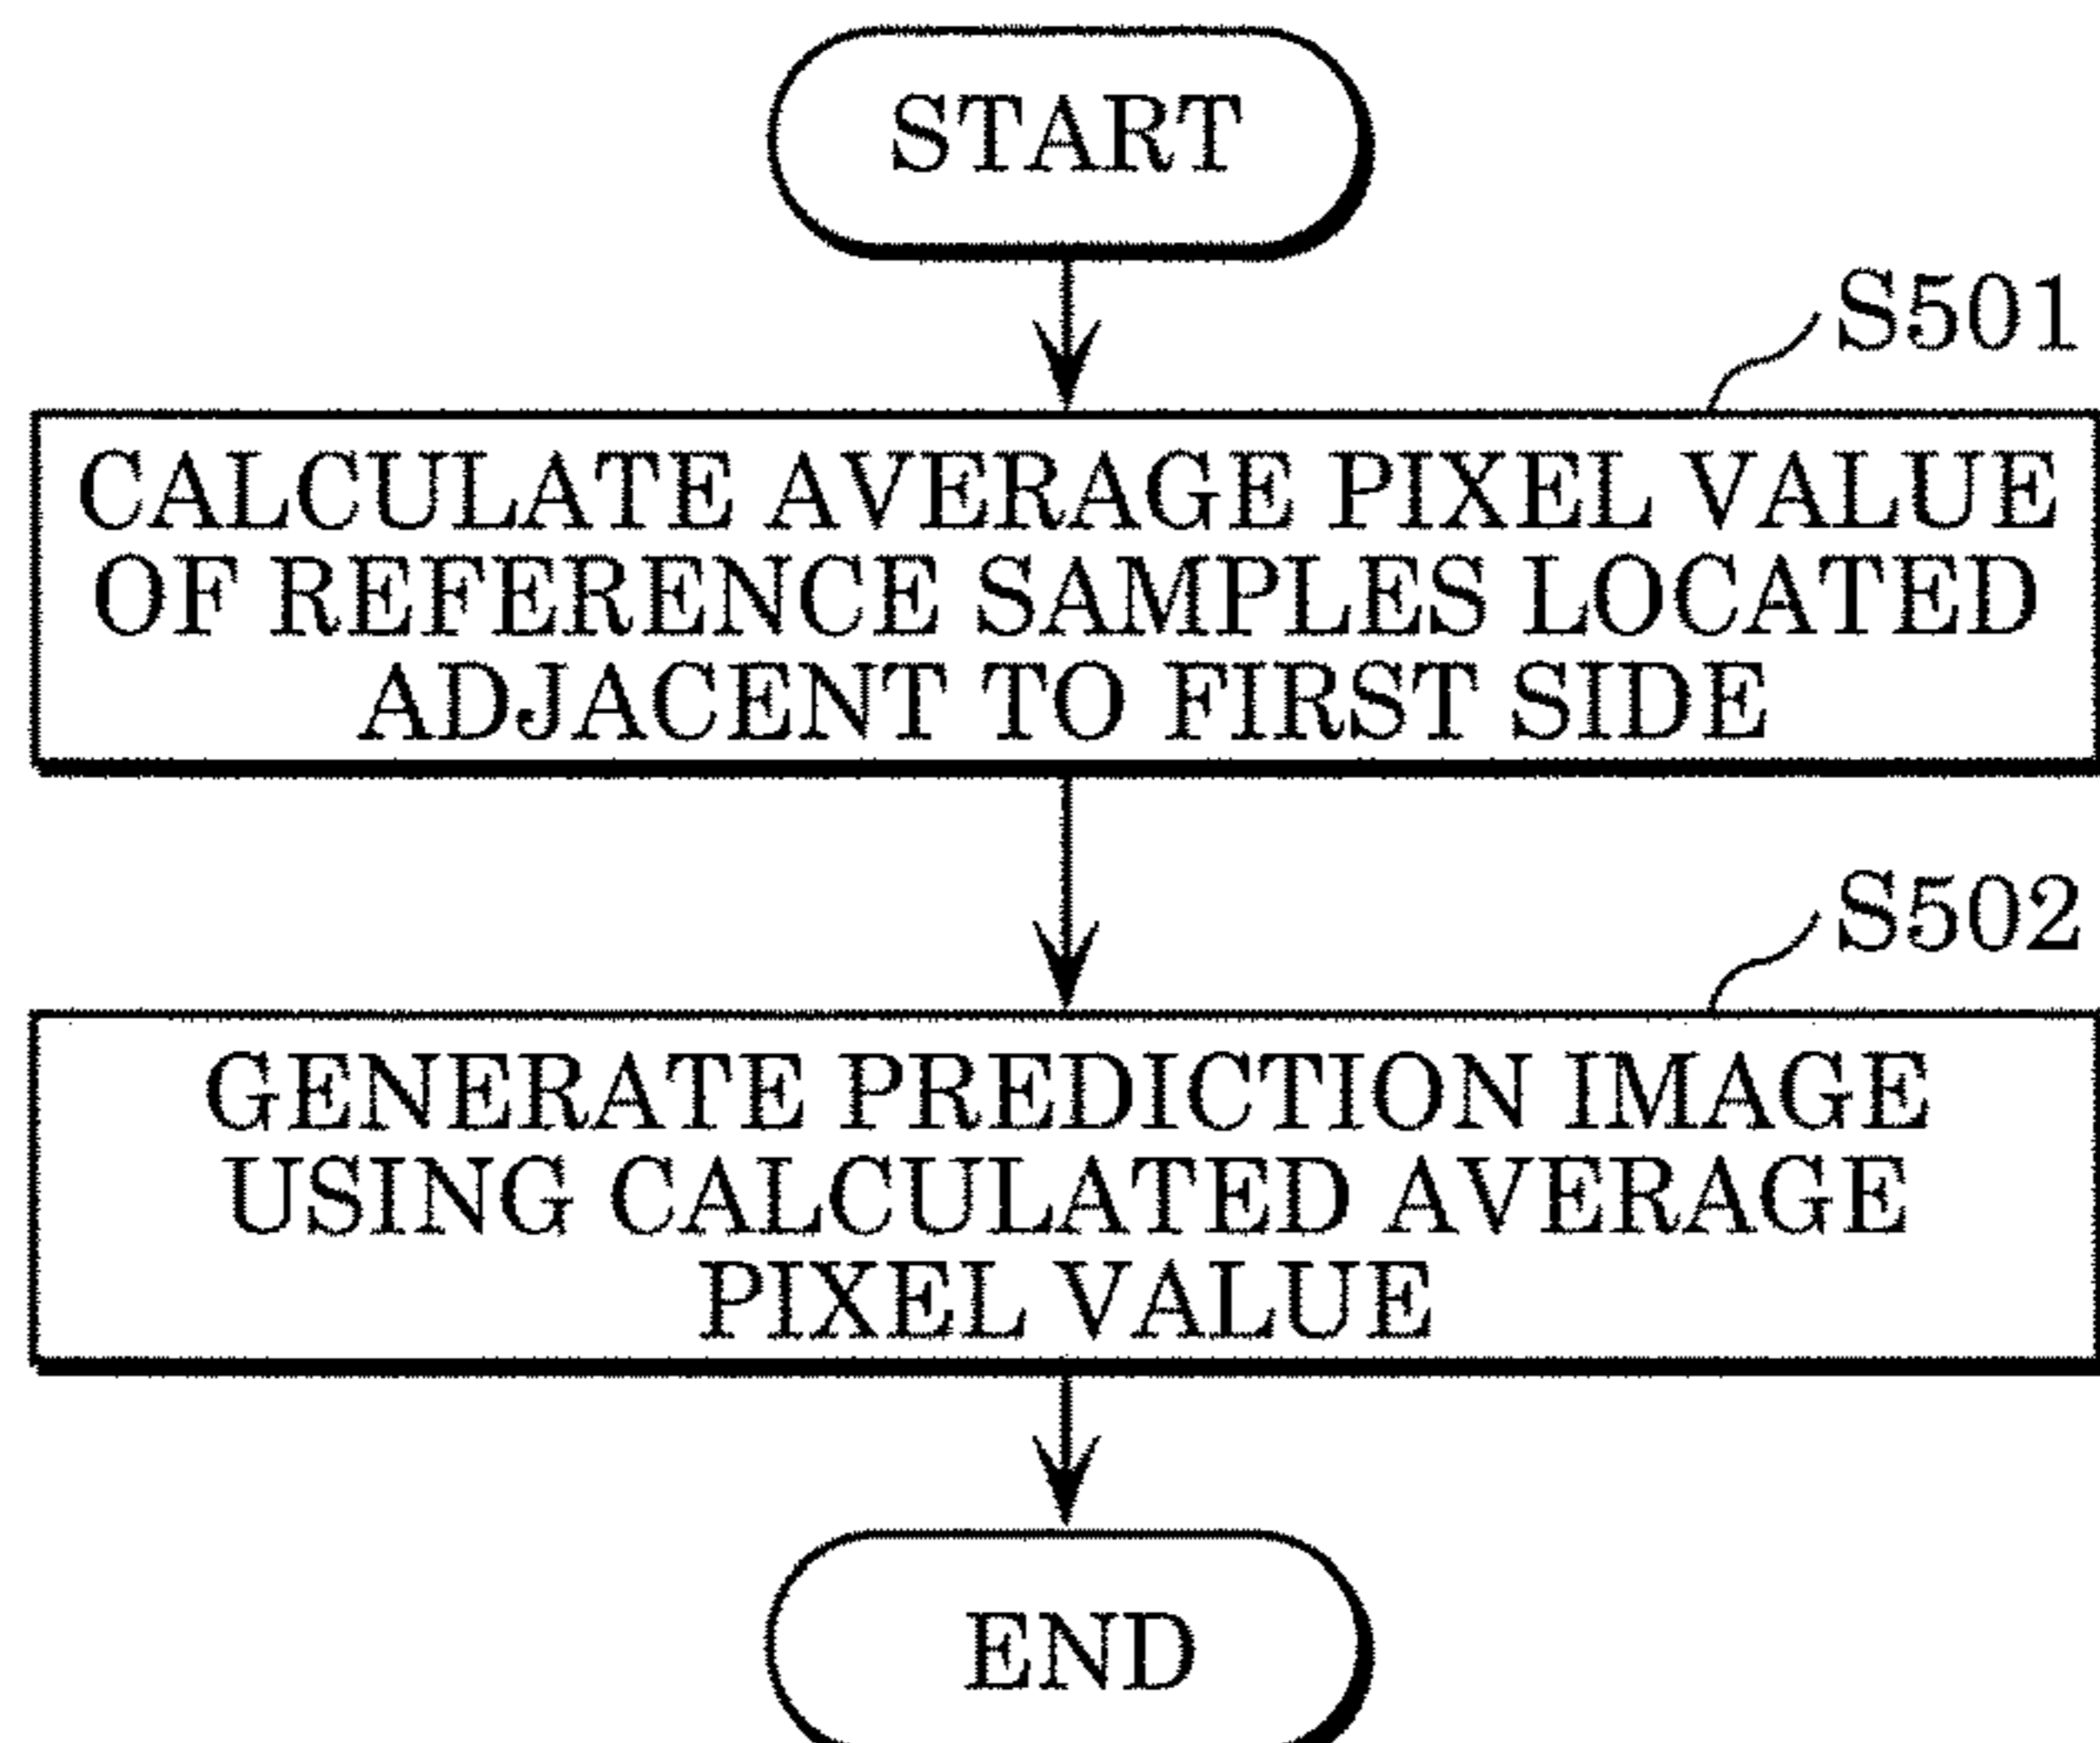 START
S501
CALCULATE AVERAGE PIXEL VALUE
OF REFERENCE SAMPLES LOCATED
ADJACENT TO FIRST SIDE
S502
GENERATE PREDICTION IMAGE
USING CALCULATED AVERAGE
PIXEL VALUE
END